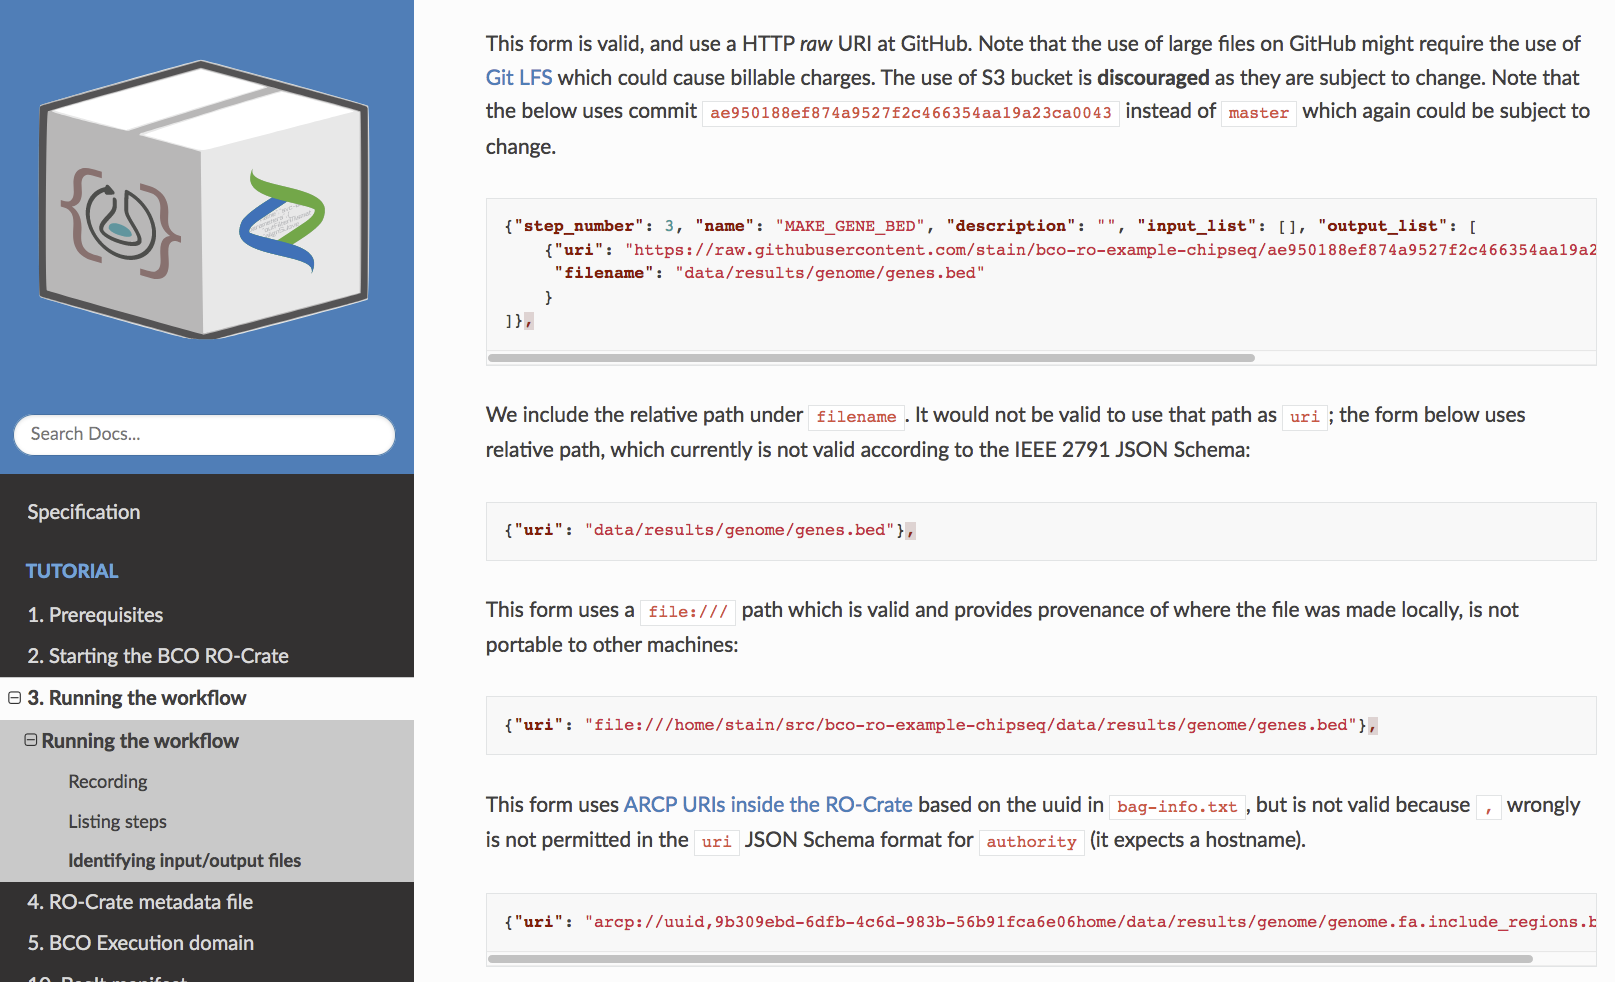 Search Docs...
Specification
TUTORIAL
1. Prerequisites
2. Starting the BCO RO-Crate
3. Running the workflow
Running the workflow
Recording
Listing steps
Identifying input/output files
4. RO-Crate metadata file
5. BCO Execution domain
This form is valid, and use a HTTP raw URI at GitHub. Note that the use of large files on GitHub might require the use of
Git LFS which could cause billable charges. The use of S3 bucket is discouraged as they are subject to change. Note that
the below uses commit ae950188ef874a9527f2c466354aa19a23ca0043 instead of master which again could be subject to
change.
{"step_number": 3, "name": "MAKE_GENE_BED", "description": "", "input_list": [], "output_list": [
{"uri": "https://raw.githubusercontent.com/stain/bco-ro-example-chipseq/ae950188ef874a9527f2c466354aa19a2
"filename": "data/results/genome/genes.bed"
}
]},
We include the relative path under filename. It would not be valid to use that path as uri; the form below uses
relative path, which currently is not valid according to the IEEE 2791 JSON Schema:
{"uri": "data/results/genome/genes.bed"},
This form uses a file:/// path which is valid and provides provenance of where the file was made locally, is not
portable to other machines:
{"uri": "file:///home/stain/src/bco-ro-example-chipseq/data/results/genome/genes.bed"},
This form uses ARCP URIs inside the RO-Crate based on the uuid in bag-info.txt, but is not valid because , wrongly
is not permitted in the uri JSON Schema format for authority (it expects a hostname).
{"uri": "arcp://uuid,9b309ebd-6dfb-4c6d-983b-56b91fca6e06home/data/results/genome/genome.fa.include_regions.b